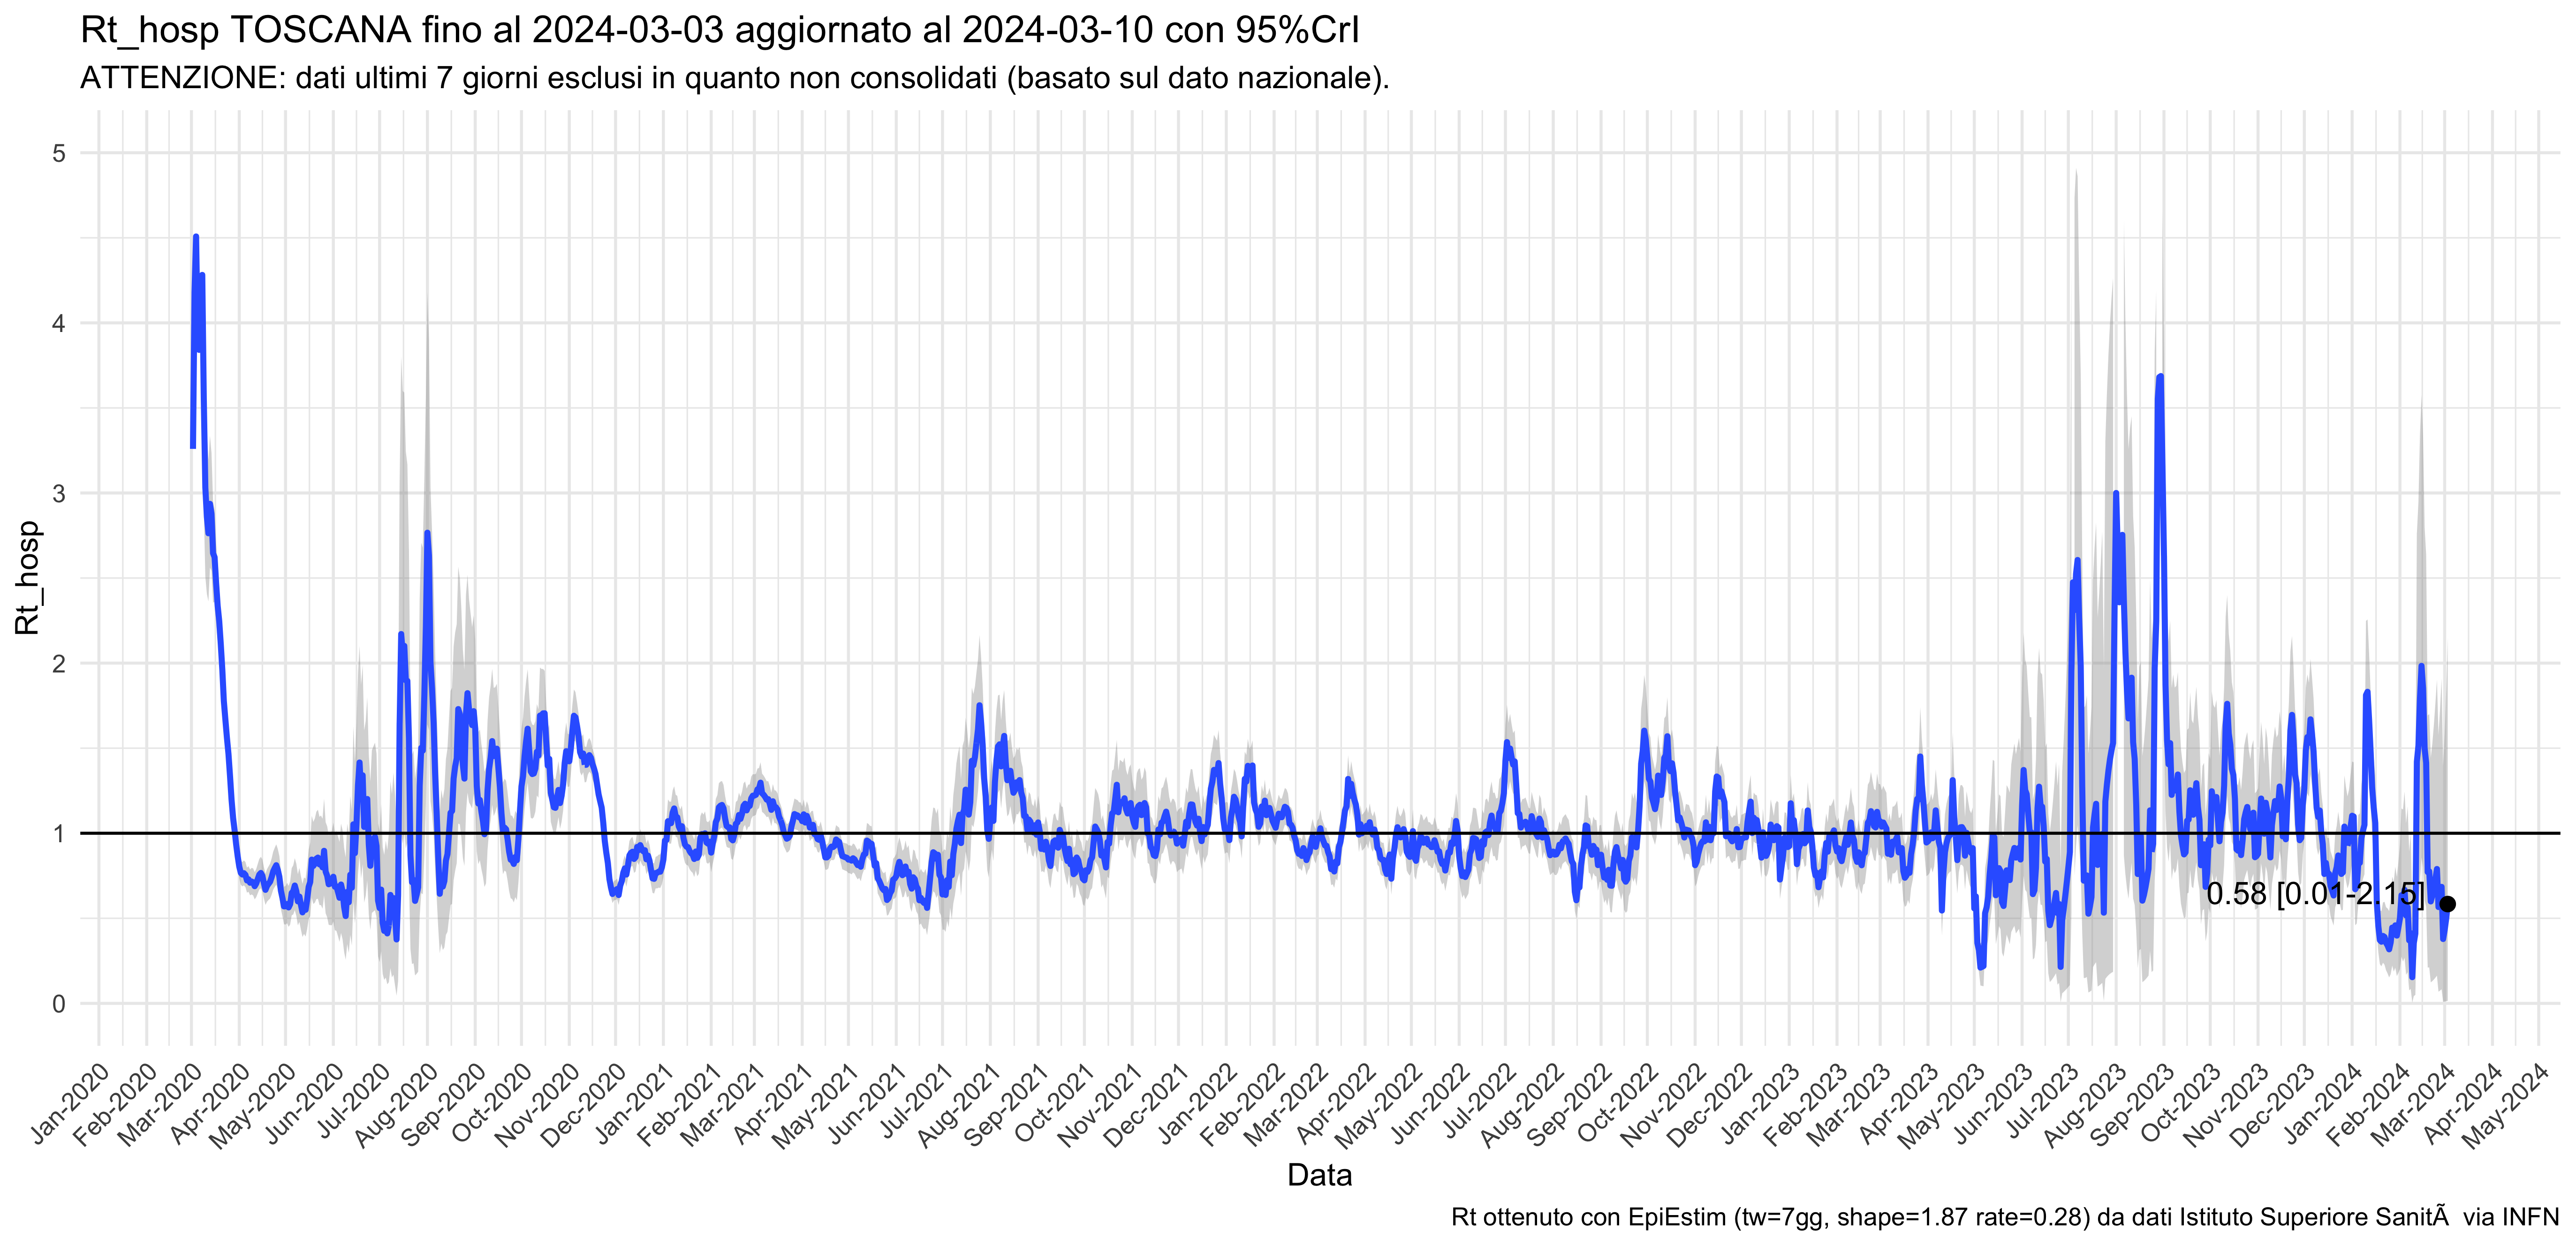 Rt_hosp TOSCANA fino al 2024-03-03 aggiornato al 2024-03-10 con 95%CrI
ATTENZIONE: dati ultimi 7 giorni esclusi in quanto non consolidati (basato sul dato nazionale).
Rt_hosp
5
4
3
2
1
0
0.58 [0.01-2.15]
Jan-2020
Feb-2020
Mar-2020
Apr-2020
May-2020
Jun-2020
Jul-2020
Aug-2020
Sep-2020
Oct-2020
Nov-2020
Dec-2020
Jan-2021
Feb-2021
Mar-2021
Apr-2021
May-2021
Jun-2021
Jul-2021
Aug-2021
Sep-2021
Oct-2021
Nov-2021
Dec-2021
Jan-2022
Feb-2022
Mar-2022
Apr-2022
May-2022
Jun-2022
Jul-2022
Aug-2022
Sep-2022
Oct-2022
Nov-2022
Dec-2022
Jan-2023
Feb-2023
Mar-2023
Apr-2023
May-2023
Jun-2023
Jul-2023
Aug-2023
Sep-2023
Oct-2023
Nov-2023
Dec-2023
Jan-2024
Feb-2024
Mar-2024
Apr-2024
May-2024
Data
Rt ottenuto con EpiEstim (tw=7gg, shape=1.87 rate=0.28) da dati Istituto Superiore SanitÃ  via INFN